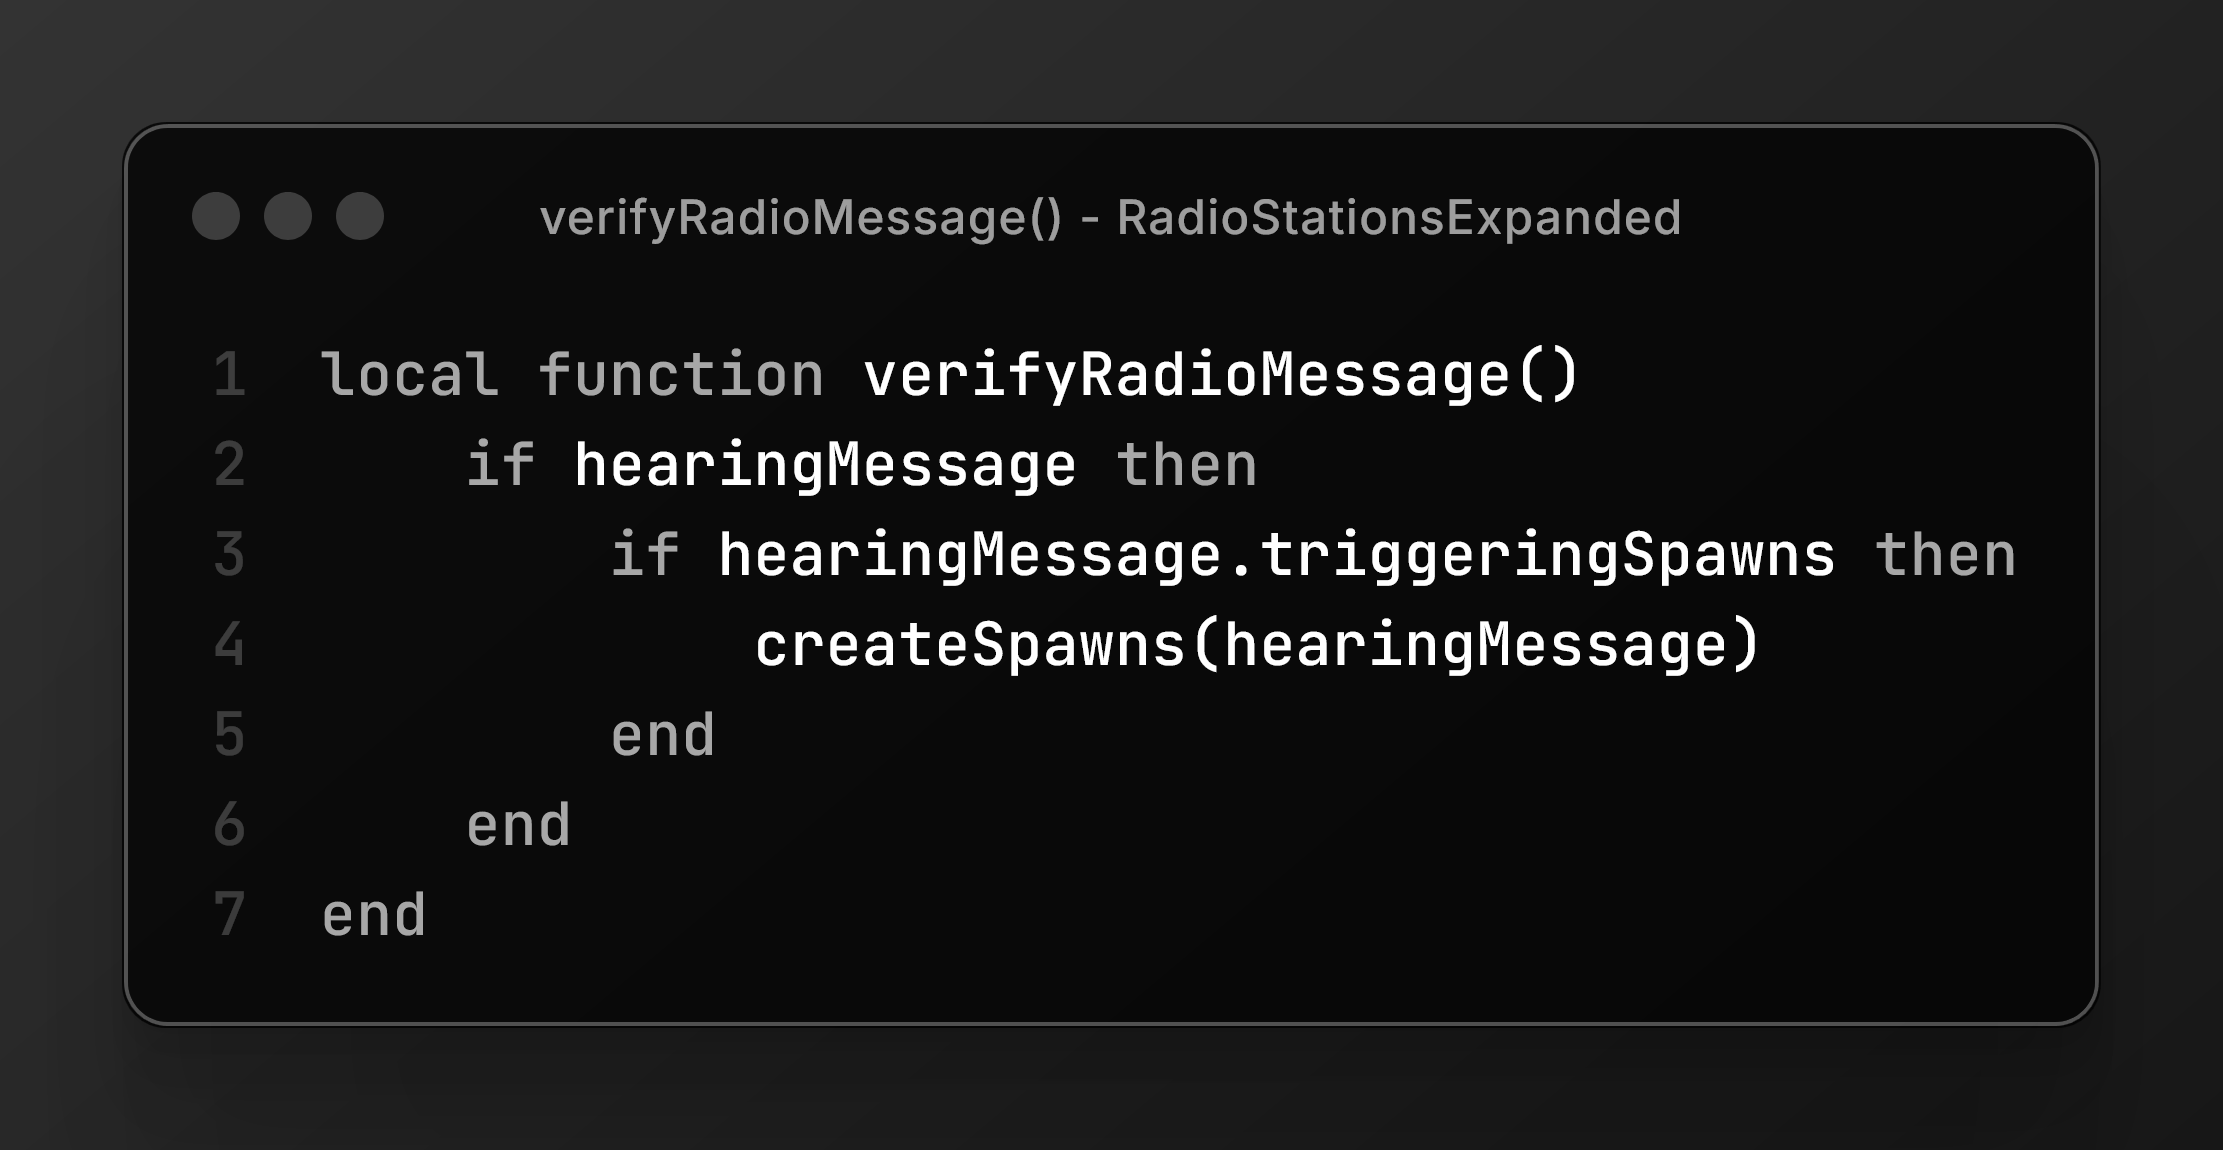 verifyRadioMessage() - RadioStationsExpanded
1 local function verifyRadioMessage()
2     if hearingMessage then
3         if hearingMessage.triggeringSpawns then
4             createSpawns(hearingMessage)
5         end
6     end
7 end